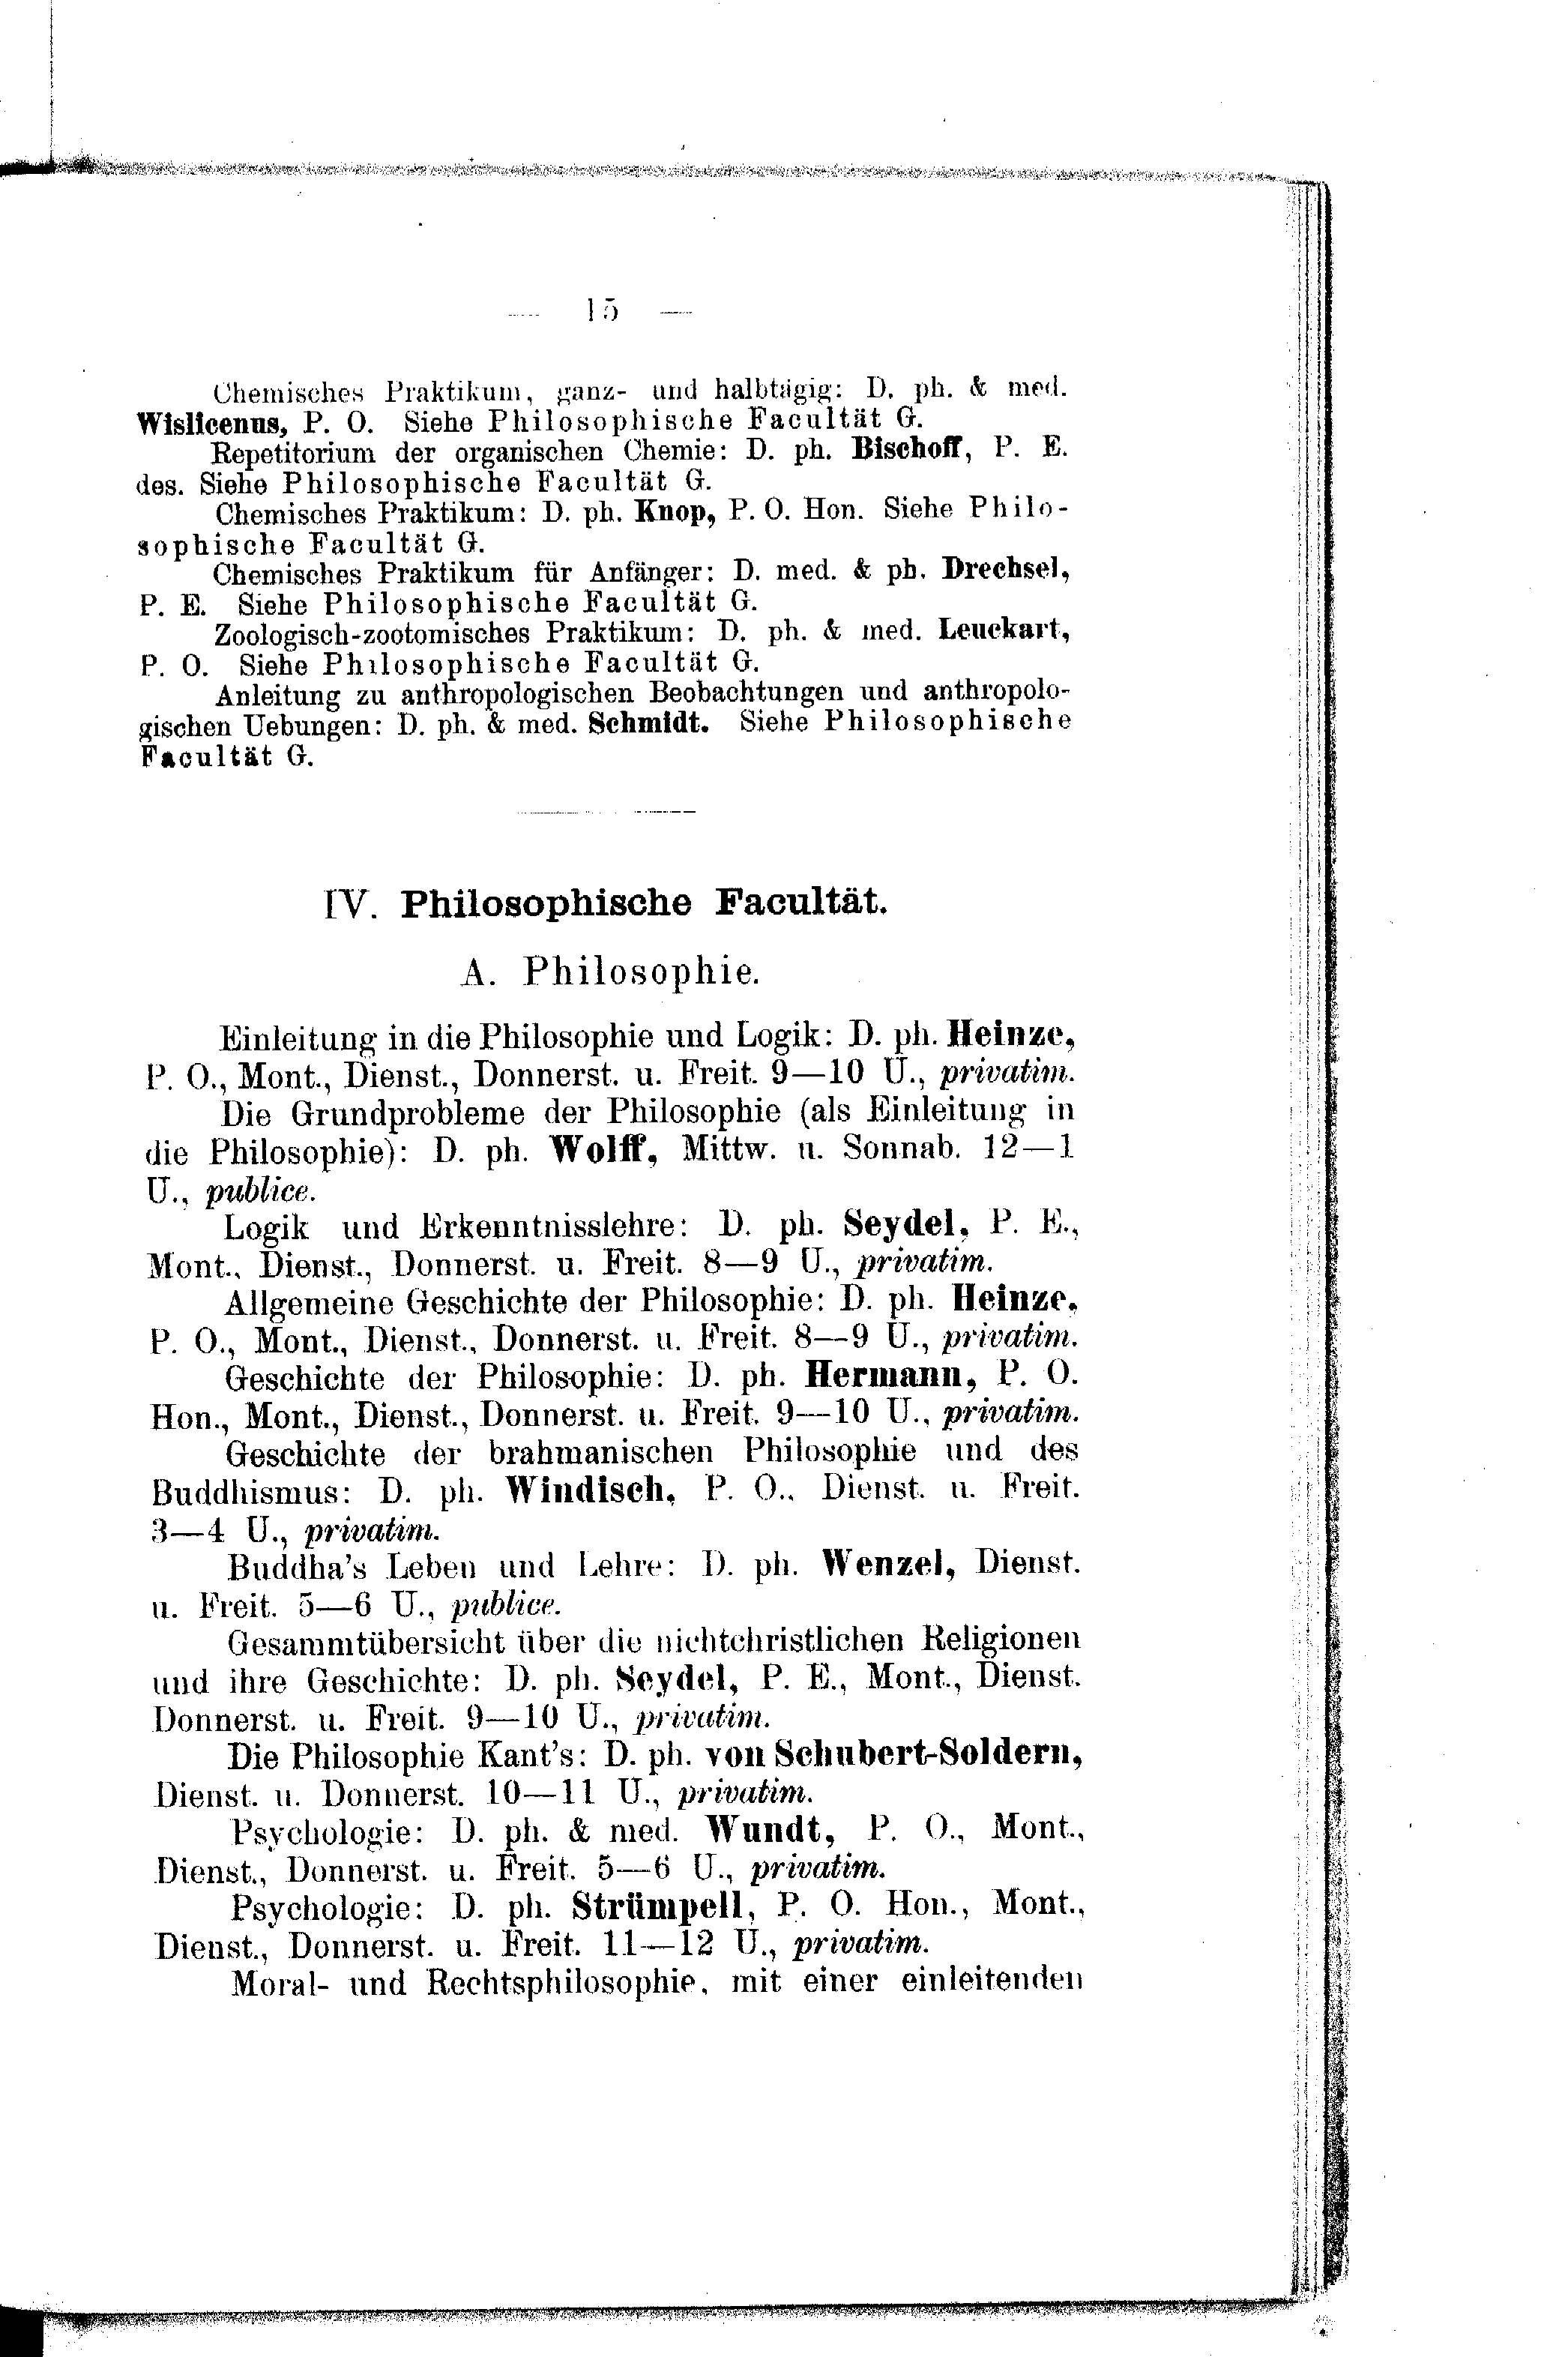 — 15 —
Chemisches Praktikum, ganz- und halbtägig: D. ph. & med.
Wislicenus, P. O. Siehe Philosophische Facultät G.
Repetitorium der organischen Chemie: D. ph. Bischoff, P. E.
des. Siehe Philosophische Facultät G.
Chemisches Praktikum: D. ph. Knop, P. O. Hon. Siehe Philo-
sophische Facultät G.
Chemisches Praktikum für Anfänger: D. med. & ph. Drechsel,
P. E. Siehe Philosophische Facultät G.
Zoologisch-zootomisches Praktikum: D. ph. & med. Leuckart,
P. O. Siehe Philosophische Facultät G.
Anleitung zu anthropologischen Beobachtungen und anthropolo-
gischen Uebungen: D. ph. & med. Schmidt. Siehe Philosophische
Facultät G.
IV. Philosophische Facultät.
A. Philosophie.
Einleitung in die Philosophie und Logik: D. ph. Heinze,
P. O., Mont., Dienst., Donnerst. u. Freit. 9—10 U., privatim.
Die Grundprobleme der Philosophie (als Einleitung in
die Philosophie): D. ph. Wolff, Mittw. u. Sonnab. 12—1
U., publice.
Logik und Erkenntnisslehre: D. ph. Seydel, P. E.,
Mont., Dienst., Donnerst. u. Freit. 8—9 U., privatim.
Allgemeine Geschichte der Philosophie: D. ph. Heinze,
P. O., Mont., Dienst., Donnerst. u. Freit. 8—9 U., privatim.
Geschichte der Philosophie: D. ph. Hermann, P. O.
Hon., Mont., Dienst., Donnerst. u. Freit. 9—10 U., privatim.
Geschichte der brahmanischen Philosophie und des
Buddhismus: D. ph. Windisch, P. O., Dienst. u. Freit.
3—4 U., privatim.
Buddha's Leben und Lehre: D. ph. Wenzel, Dienst.
u. Freit. 5—6 U., publice.
Gesammtübersicht über die nichtchristlichen Religionen
und ihre Geschichte: D. ph. Seydel, P. E., Mont., Dienst.
Donnerst. u. Freit. 9—10 U., privatim.
Die Philosophie Kant's: D. ph. von Schubert-Soldern,
Dienst. u. Donnerst. 10—11 U., privatim.
Psychologie: D. ph. & med. Wundt, P. O., Mont.,
Dienst., Donnerst. u. Freit. 5—6 U., privatim.
Psychologie: D. ph. Strümpell, P. O. Hon., Mont.,
Dienst., Donnerst. u. Freit. 11—12 U., privatim.
Moral- und Rechtsphilosophie, mit einer einleitenden